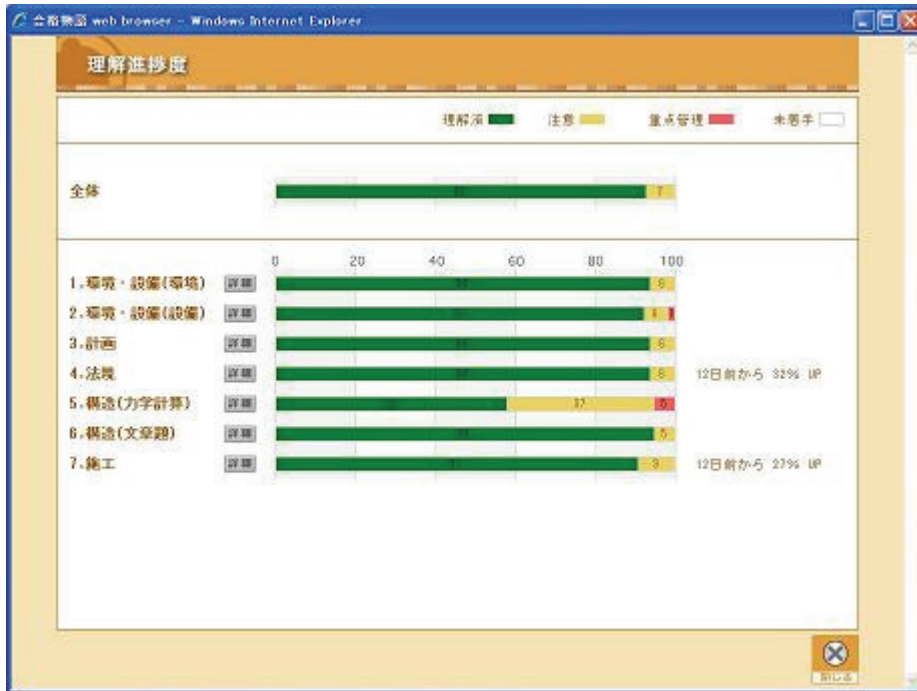 合格物語 web browser - Windows Internet Explorer
理解進捗度
理解済 注意 重点管理 未着手
全体 7
0 20 40 60 80 100
1.環境・設備(環境) 詳細 6
2.環境・設備(設備) 詳細
3.計画 詳細 6
4.法規 詳細 6 12日前から 32% UP
5.構造(力学計算) 詳細 37 5
6.構造(文章題) 詳細 5
7.施工 詳細 9 12日前から 27% UP
閉じる